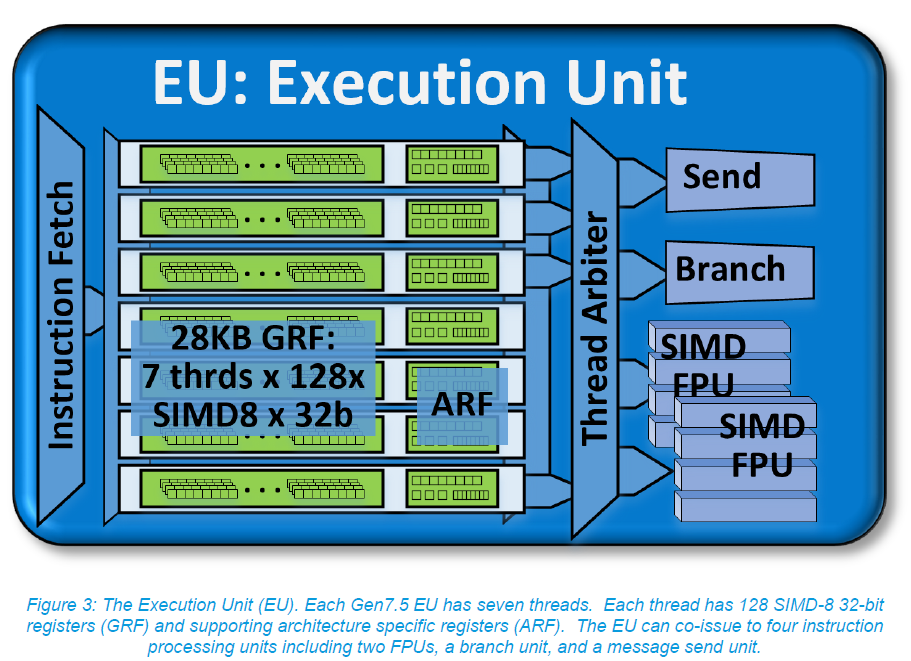 EU: Execution Unit
Instruction Fetch
28KB GRF:
7 thrds x 128x
SIMD8 x 32b
ARF
Thread Arbiter
Send
Branch
SIMD
FPU
SIMD
FPU
Figure 3: The Execution Unit (EU). Each Gen7.5 EU has seven threads.  Each thread has 128 SIMD-8 32-bit
registers (GRF) and supporting architecture specific registers (ARF).  The EU can co-issue to four instruction
processing units including two FPUs, a branch unit, and a message send unit.